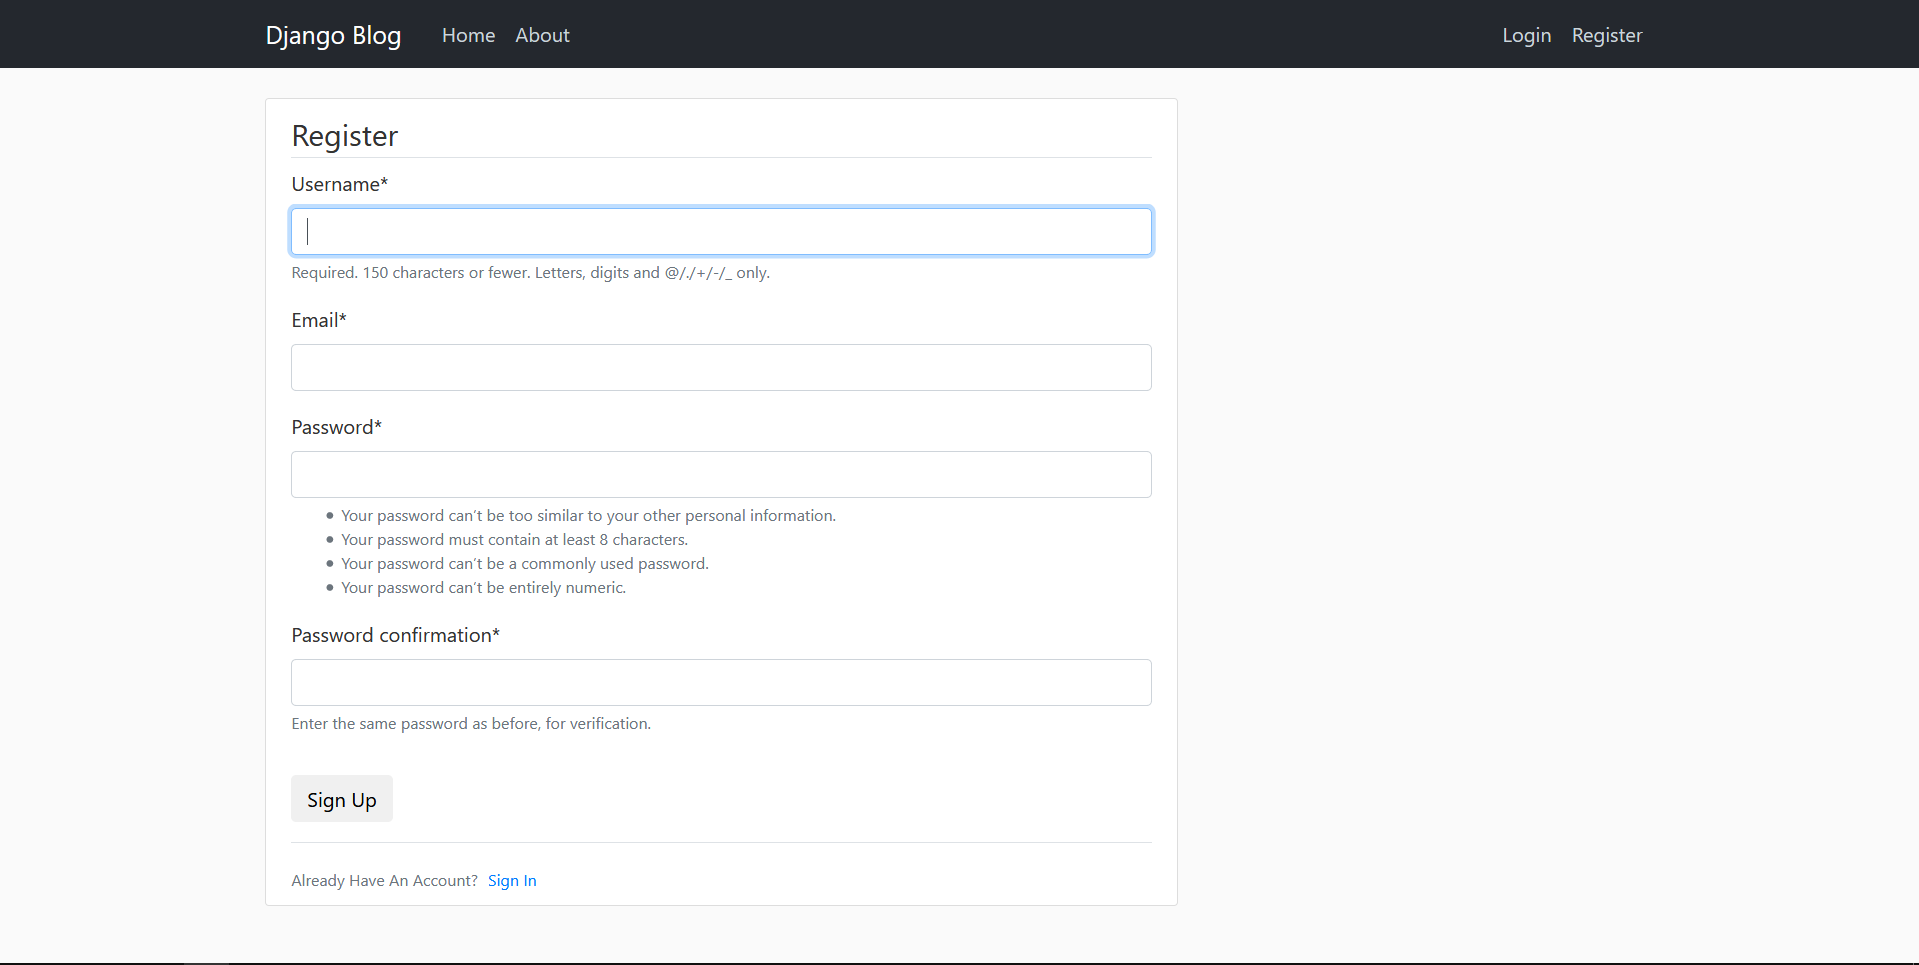 Django Blog Home About Login Register
Register
Username*
Required. 150 characters or fewer. Letters, digits and @/./+/-/_ only.
Email*
Password*
Your password can’t be too similar to your other personal information.
Your password must contain at least 8 characters.
Your password can’t be a commonly used password.
Your password can’t be entirely numeric.
Password confirmation*
Enter the same password as before, for verification.
Sign Up
Already Have An Account? Sign In